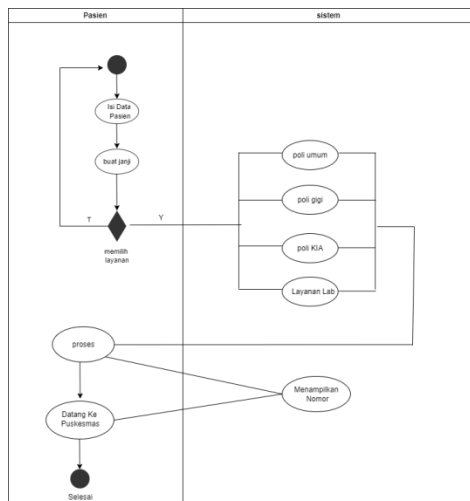 Pasien
sistem
Isi Data
Pasien
buat janji
T
Y
memilih
layanan
poli umum
poli gigi
poli KIA
Layanan Lab
proses
Menampilkan
Nomor
Datang Ke
Puskesmas
Selesai